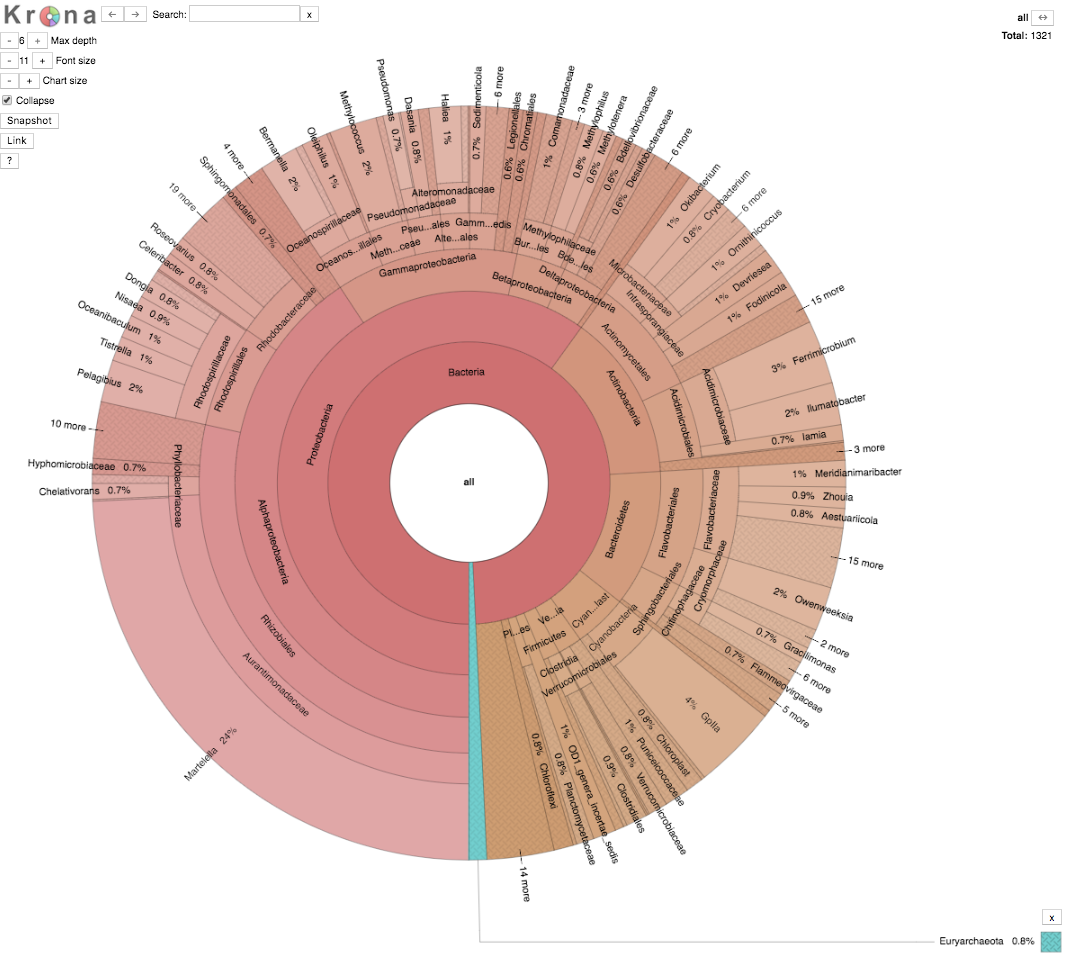 Krona
←
→
Search:
x
all
↔
Total: 1321
-
6
+
Max depth
-
11
+
Font size
-
+
Chart size
Collapse
Snapshot
Link
?
all
Bacteria
Proteobacteria
Alphaproteobacteria
Rhizobiales
Aurantimonadaceae
Martelella 24%
Chelativorans 0.7%
Phyllobacteriaceae
Hyphomicrobiaceae 0.7%
10 more
Rhodospirillales
Rhodospirillaceae
Pelagibius 2%
Tistrella 1%
Oceanibaculum 1%
Nisaea 0.9%
Dongia 0.8%
Rhodobacteraceae
Celeribacter 0.8%
Roseovarius 0.8%
19 more
Sphingomonadales 0.7%
4 more
Gammaproteobacteria
Oceanos...illales
Oceanospirillaceae
Bermanella 2%
Oleiphilus 1%
Meth...ceae
Methylococcus 2%
Pseu...ales
Pseudomonadaceae
Pseudomonas 0.7%
Dasania 0.8%
Alte...ales
Alteromonadaceae
Haliea 1%
Gamm...edis
Sedimenticola 0.7%
6 more
Legionellales 0.6%
Chromatiales 0.6%
Betaproteobacteria
Bur...les
Comamonadaceae 1%
3 more
Methylophilaceae
Methylophilus 0.8%
Methylotenera 0.6%
Deltaproteobacteria
Bde...les
Bdellovibrionaceae 0.6%
Desulfobacteraceae 0.6%
6 more
Actinobacteria
Actinomycetales
Microbacteriaceae
Okibacterium 1%
Cryobacterium 0.8%
6 more
Intrasporangiaceae
Ornithinicoccus 1%
Devriesea 1%
Fodinicola 1%
15 more
Acidimicrobiales
Acidimicrobiaceae
3% Ferrimicrobium
2% Ilumatobacter
0.7% Iamia
3 more
Bacteroidetes
Flavobacteriales
Flavobacteriaceae
1% Meridianimaribacter
0.9% Zhouia
0.8% Aestuariicola
15 more
Cryomorphaceae
2% Owenweeksia
2 more
Sphingobacteriales
Chitinophagaceae
0.7% Gracilimonas
6 more
0.7% Flammeovirgaceae
5 more
Cyan...last
Cyanobacteria
4% GpIIa
0.8% Chloroplast
Ve...ia
Verrucomicrobiales
1% Puniceicoccaceae
0.8% Verrucomicrobiaceae
Firmicutes
Clostridia
0.9% Clostridiales
1% OD1_genera_incertae_sedis
Pl...es
0.8% Planctomycetaceae
0.8% Chloroflexi
14 more
x
Euryarchaeota 0.8%